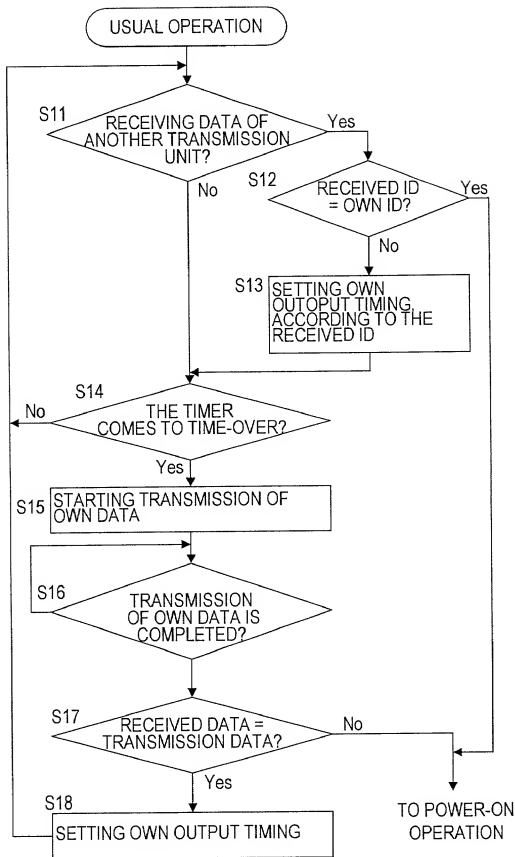 USUAL OPERATION
S11
RECEIVING DATA OF
ANOTHER TRANSMISSION
UNIT?
Yes
No
S12
RECEIVED ID
= OWN ID?
Yes
No
S13
SETTING OWN
OUTOPUT TIMING
ACCORDING TO THE
RECEIVED ID
S14
THE TIMER
COMES TO TIME-OVER?
No
Yes
S15
STARTING TRANSMISSION OF
OWN DATA
S16
TRANSMISSION
OF OWN DATA IS
COMPLETED?
S17
RECEIVED DATA =
TRANSMISSION DATA?
No
Yes
TO POWER-ON
OPERATION
S18
SETTING OWN OUTPUT TIMING